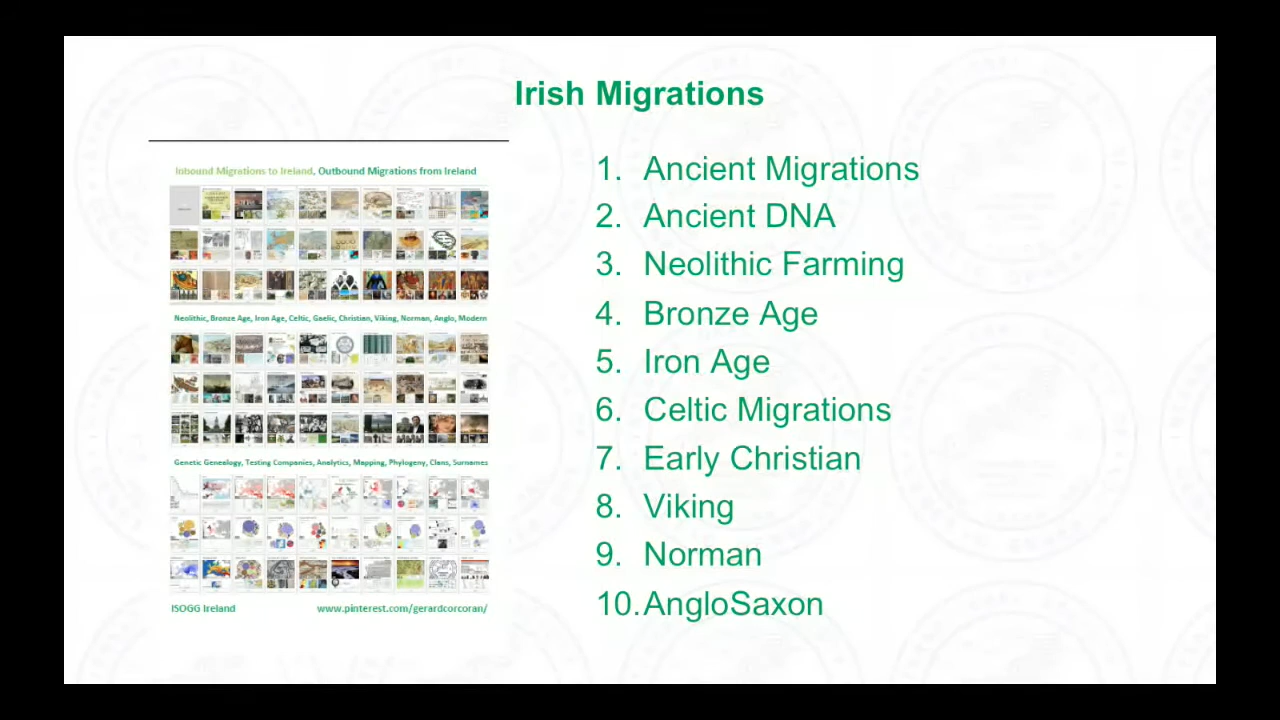 Irish Migrations
Inbound Migrations to Ireland, Outbound Migrations from Ireland
Neolithic, Bronze Age, Iron Age, Celtic, Gaelic, Christian, Viking, Norman, Anglo, Modern
Genetic Genealogy, Testing Companies, Analytics, Mapping, Phylogeny, Clans, Surnames
ISOGG Ireland
www.pinterest.com/gerardcorcoran/
1. Ancient Migrations
2. Ancient DNA
3. Neolithic Farming
4. Bronze Age
5. Iron Age
6. Celtic Migrations
7. Early Christian
8. Viking
9. Norman
10. AngloSaxon